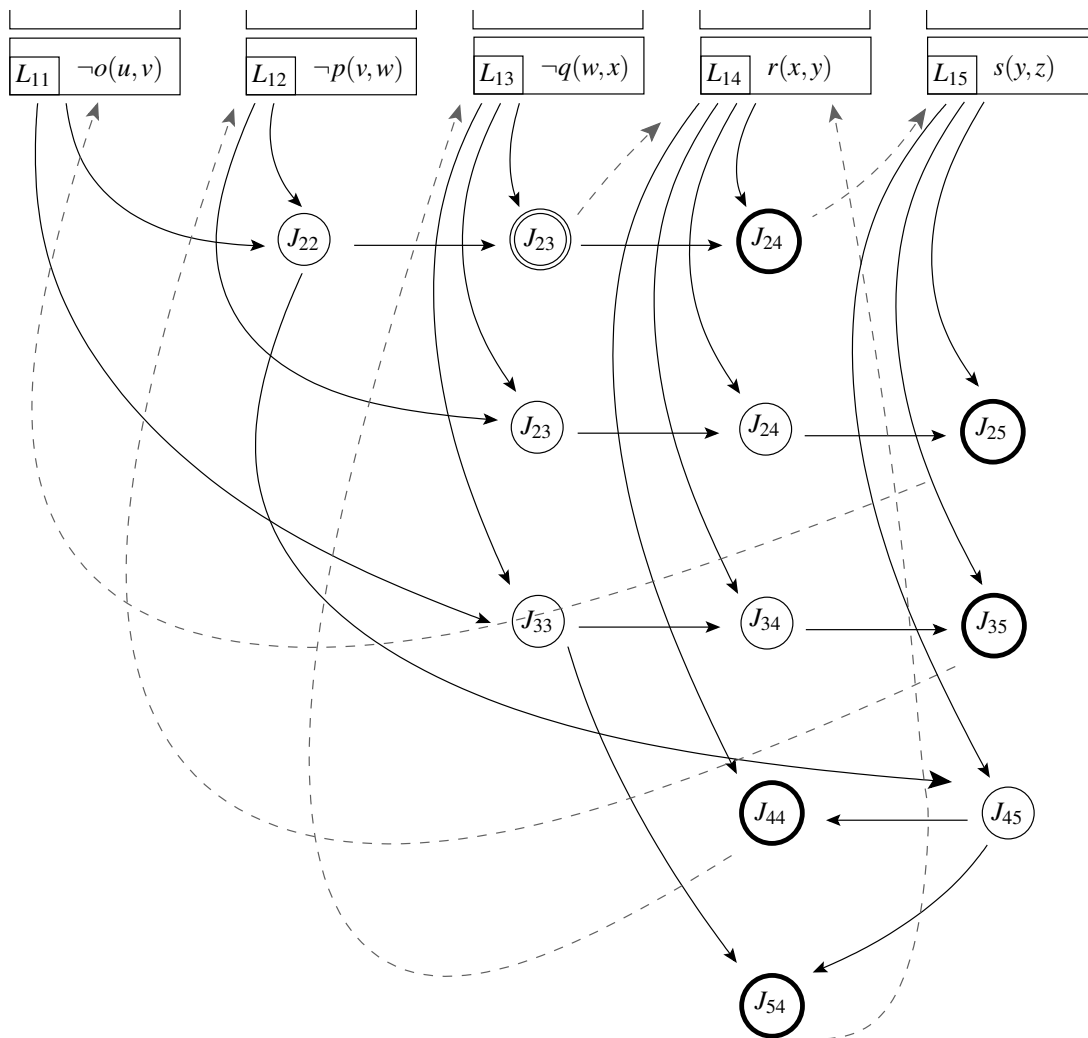 L11 ¬o(u,v) L12 ¬p(v,w) L13 ¬q(w,x) L14 r(x,y) L15 s(y,z)
J22 J23 J24
J23 J24 J25
J33 J34 J35
J44 J45
J54